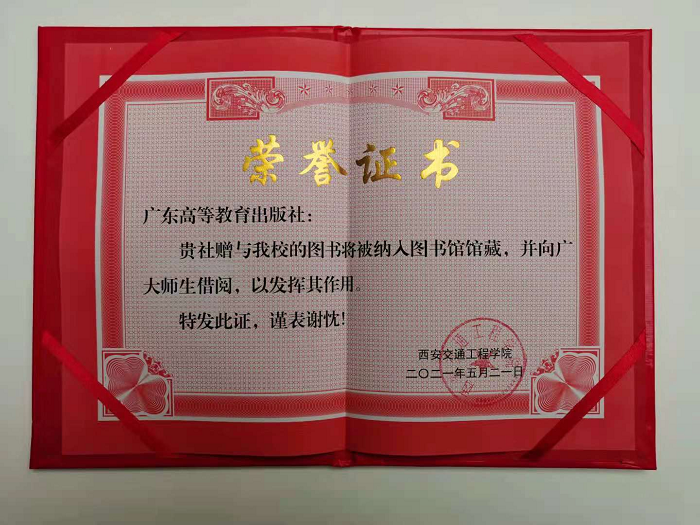 荣誉证书
广东高等教育出版社：
贵社赠与我校的图书将被纳入图书馆馆藏，并向广
大师生借阅，以发挥其作用。
特发此证，谨表谢忱！
西安交通工程学院
二〇二一年五月二一日